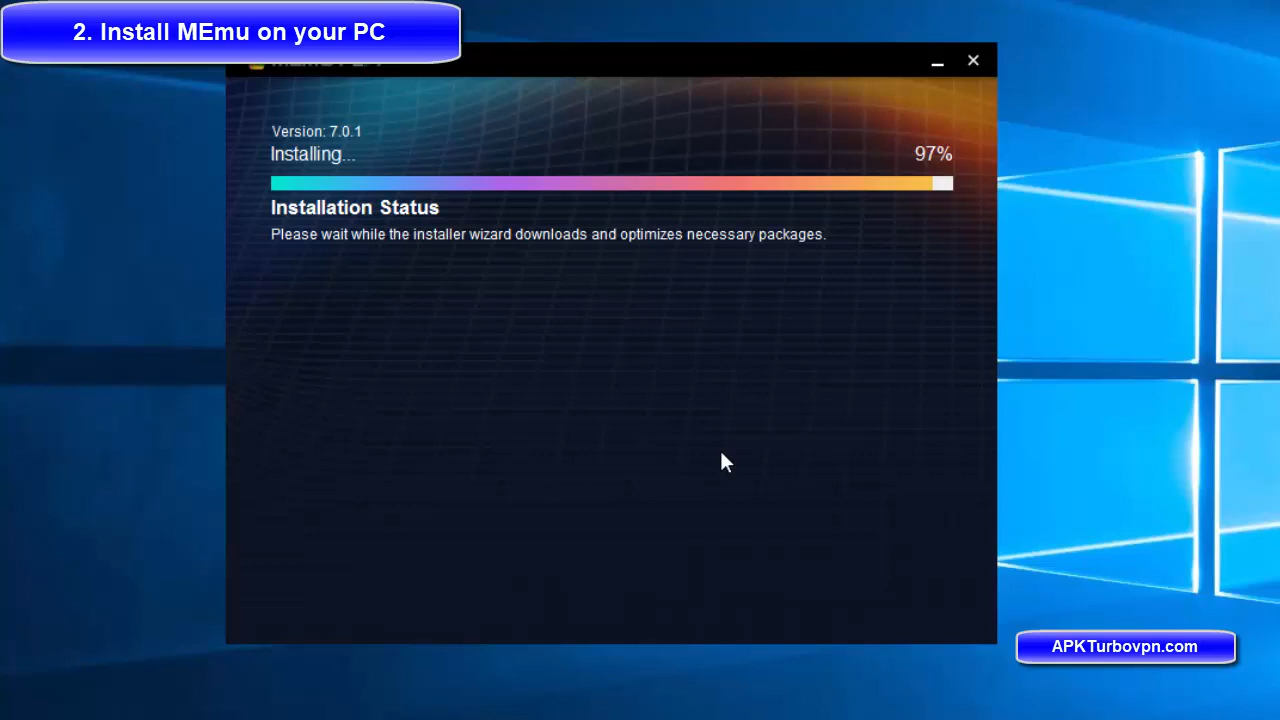 2. Install MEmu on your PC
Version: 7.0.1
Installing...
97%
Installation Status
Please wait while the installer wizard downloads and optimizes necessary packages.
APKTurbovpn.com